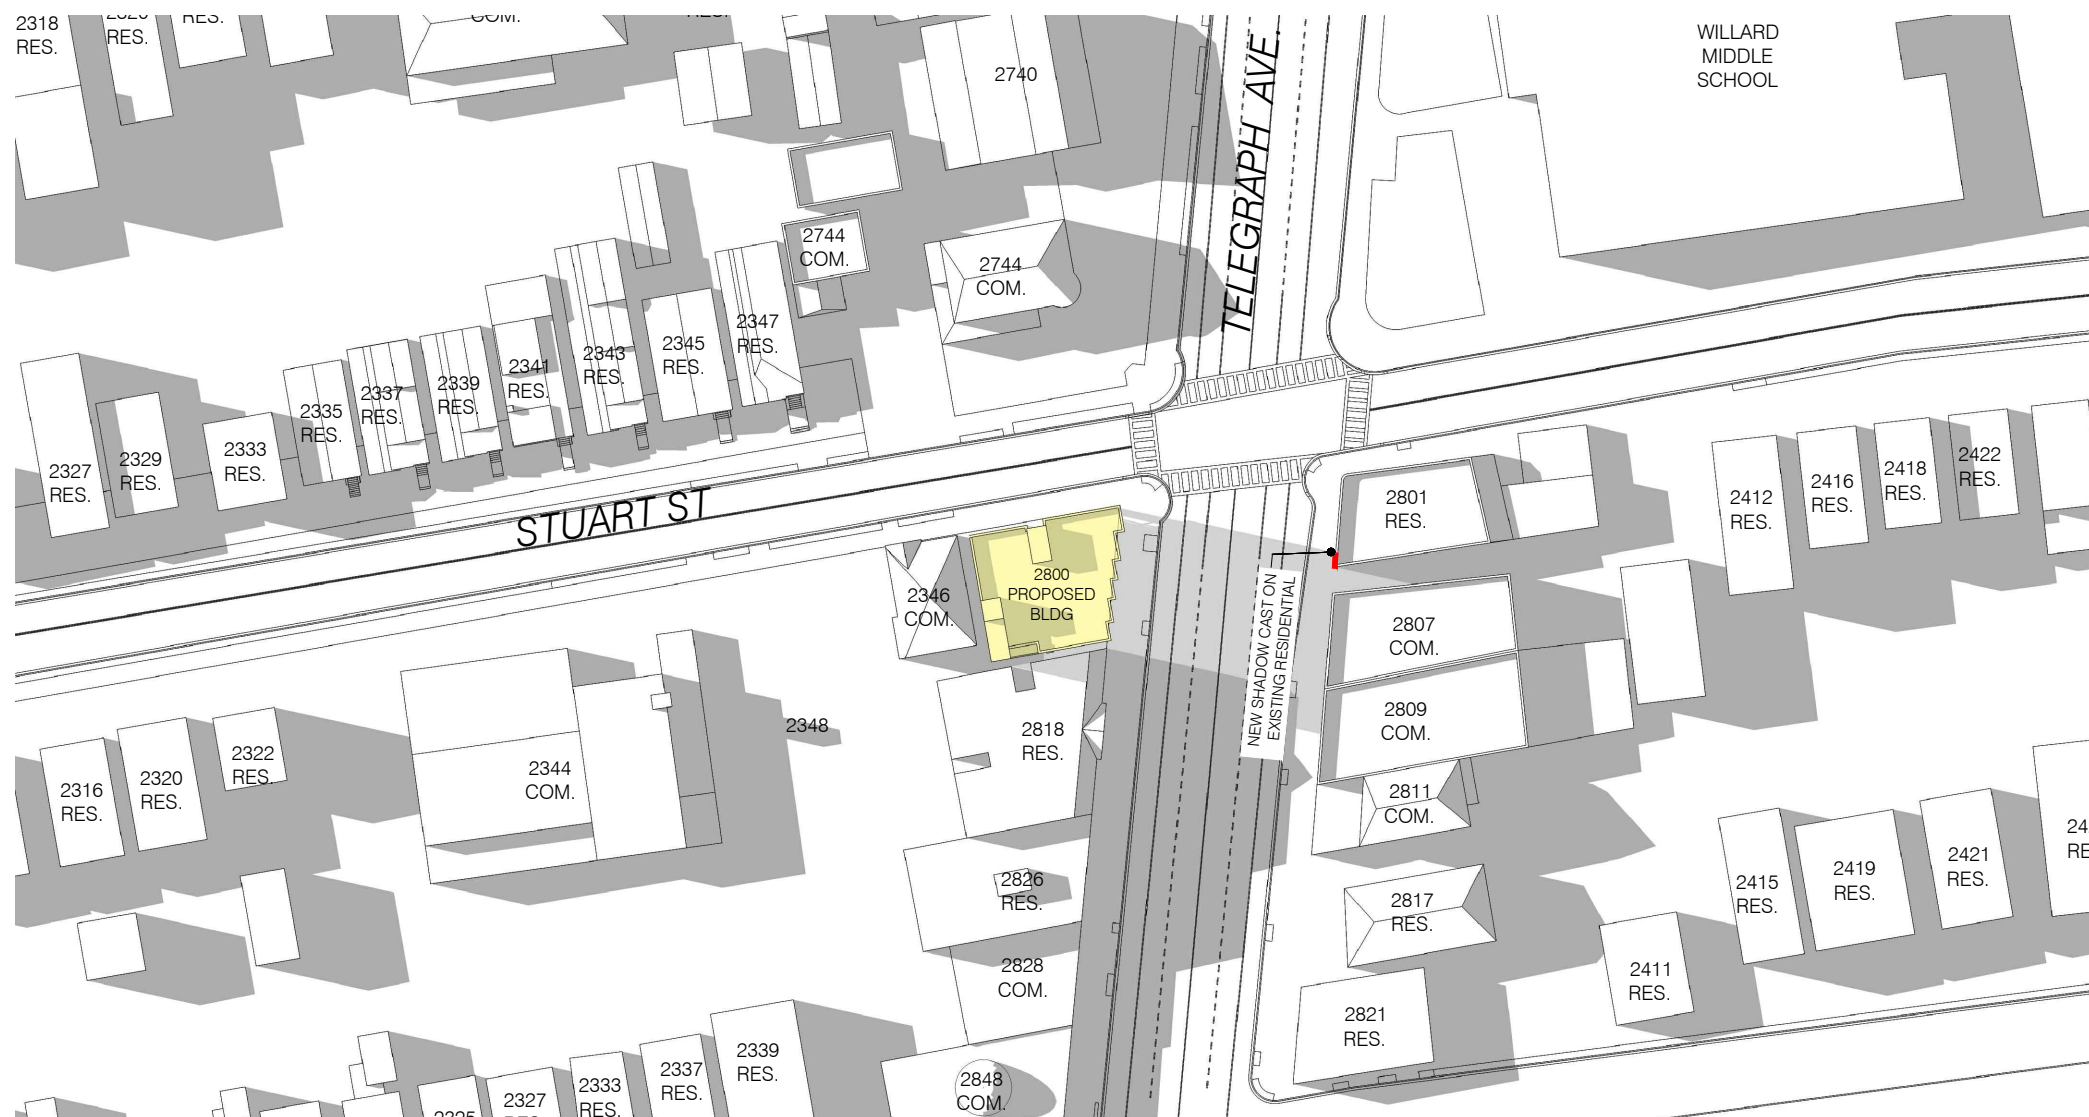 2318
RES.
RES.
RES.
COM.
2740
TELEGRAPH AVE.
WILLARD
MIDDLE
SCHOOL
2744
COM.
2744
COM.
2347
RES.
2345
RES.
2343
RES.
2341
RES.
2339
RES.
2337
RES.
2335
RES.
2333
RES.
2329
RES.
2327
RES.
STUART ST
2801
RES.
2412
RES.
2416
RES.
2418
RES.
2422
RES.
2346
COM.
2800
PROPOSED
BLDG
NEW SHADOW CAST ON
EXISTING RESIDENTIAL
2807
COM.
2809
COM.
2818
RES.
2348
2344
COM.
2322
RES.
2320
RES.
2316
RES.
2811
COM.
2826
RES.
2817
RES.
2415
RES.
2419
RES.
2421
RES.
2828
COM.
2411
RES.
2821
RES.
2848
COM.
2339
RES.
2337
RES.
2333
RES.
2327